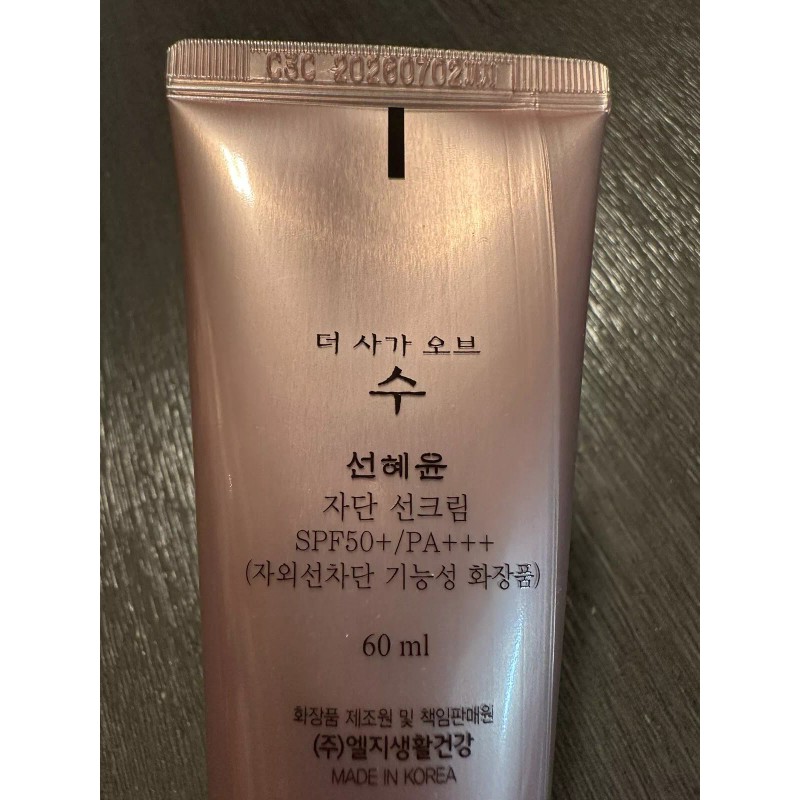 C3C 20260702
더 사가 오브
수
선혜윤
자단 선크림
SPF50+/PA+++
(자외선차단 기능성 화장품)
60 ml
화장품 제조원 및 책임판매원
(주)엘지생활건강
MADE IN KOREA